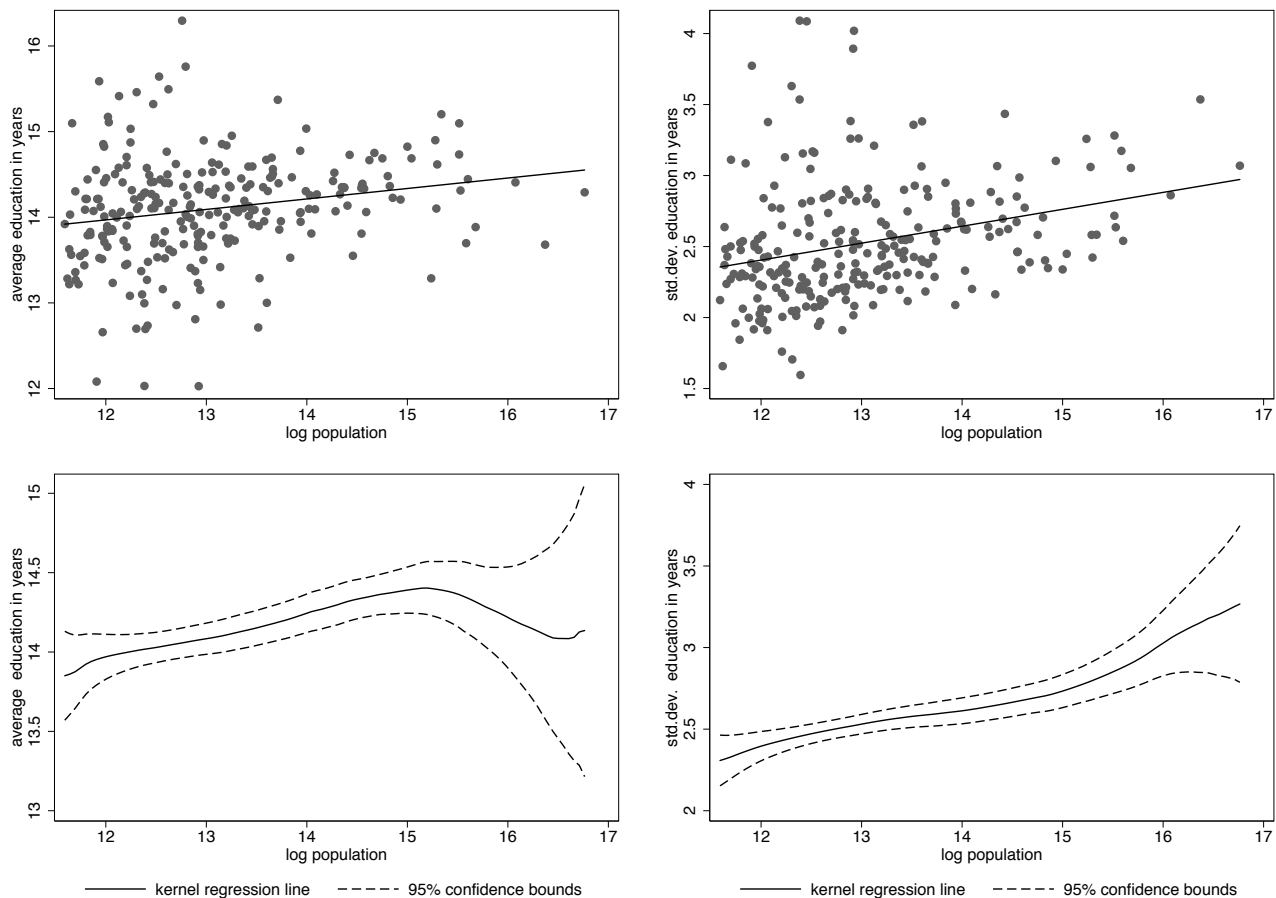 average education in years
16
15
14
13
12
12 13 14 15 16 17
log population
std.dev. education in years
4
3.5
3
2.5
2
1.5
12 13 14 15 16 17
log population
average education in years
15
14.5
14
13.5
13
12 13 14 15 16 17
log population
kernel regression line 95% confidence bounds
std.dev. education in years
4
3.5
3
2.5
2
12 13 14 15 16 17
log population
kernel regression line 95% confidence bounds